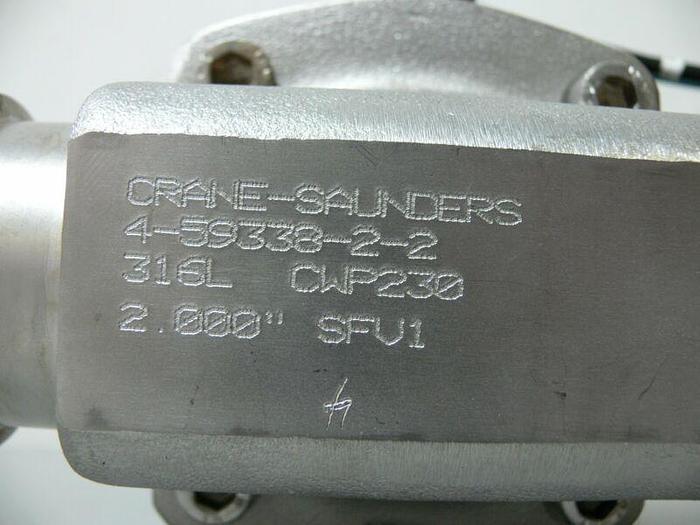 CRANE-SAUNDERS
4-59338-2-2
316L CWP230
2.000" SFV1